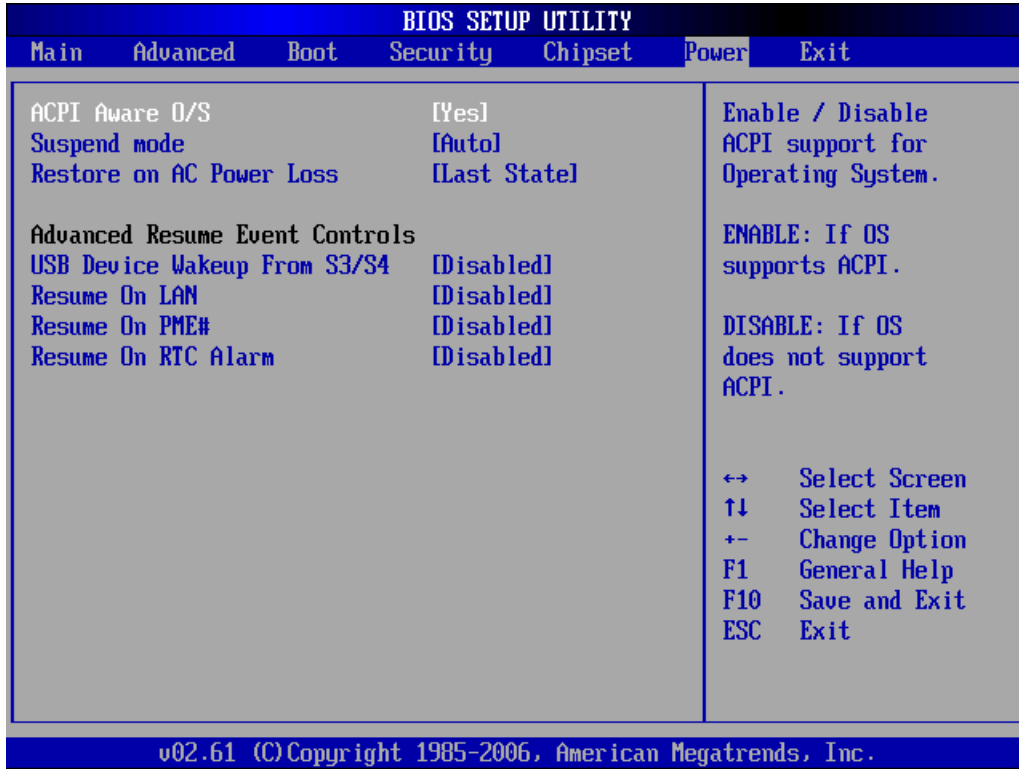 BIOS SETUP UTILITY
Main Advanced Boot Security Chipset Power Exit
ACPI Aware O/S [Yes]
Suspend mode [Auto]
Restore on AC Power Loss [Last State]
Advanced Resume Event Controls
USB Device Wakeup From S3/S4 [Disabled]
Resume On LAN [Disabled]
Resume On PME# [Disabled]
Resume On RTC Alarm [Disabled]
Enable / Disable
ACPI support for
Operating System.
ENABLE: If OS
supports ACPI.
DISABLE: If OS
does not support
ACPI.
←→ Select Screen
↑↓ Select Item
+- Change Option
F1 General Help
F10 Save and Exit
ESC Exit
v02.61 (C)Copyright 1985-2006, American Megatrends, Inc.